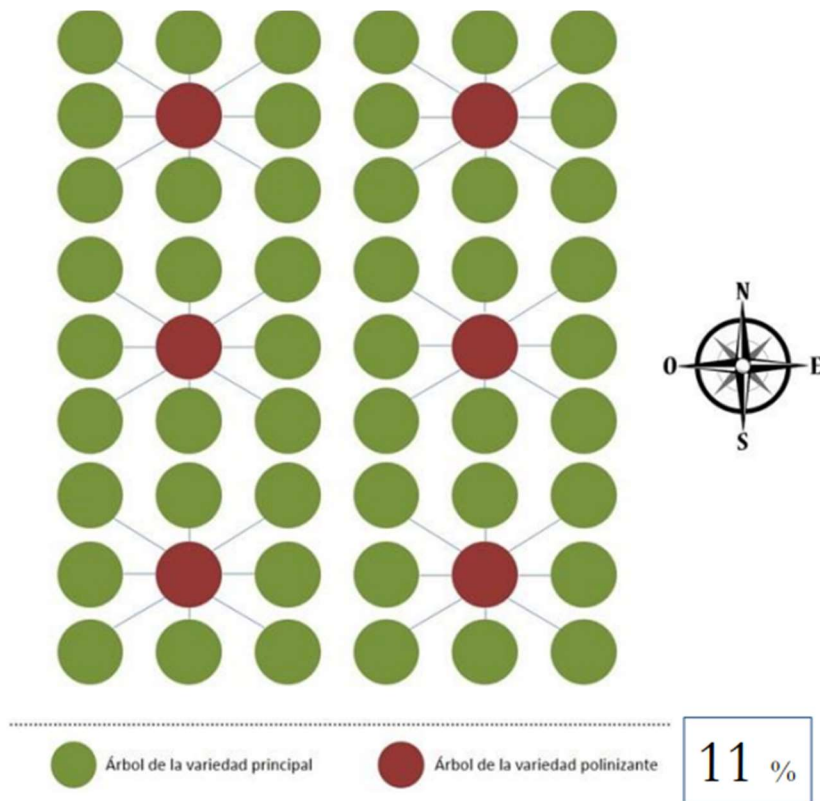 N
O E
S
Árbol de la variedad principal Árbol de la variedad polinizante 11 %